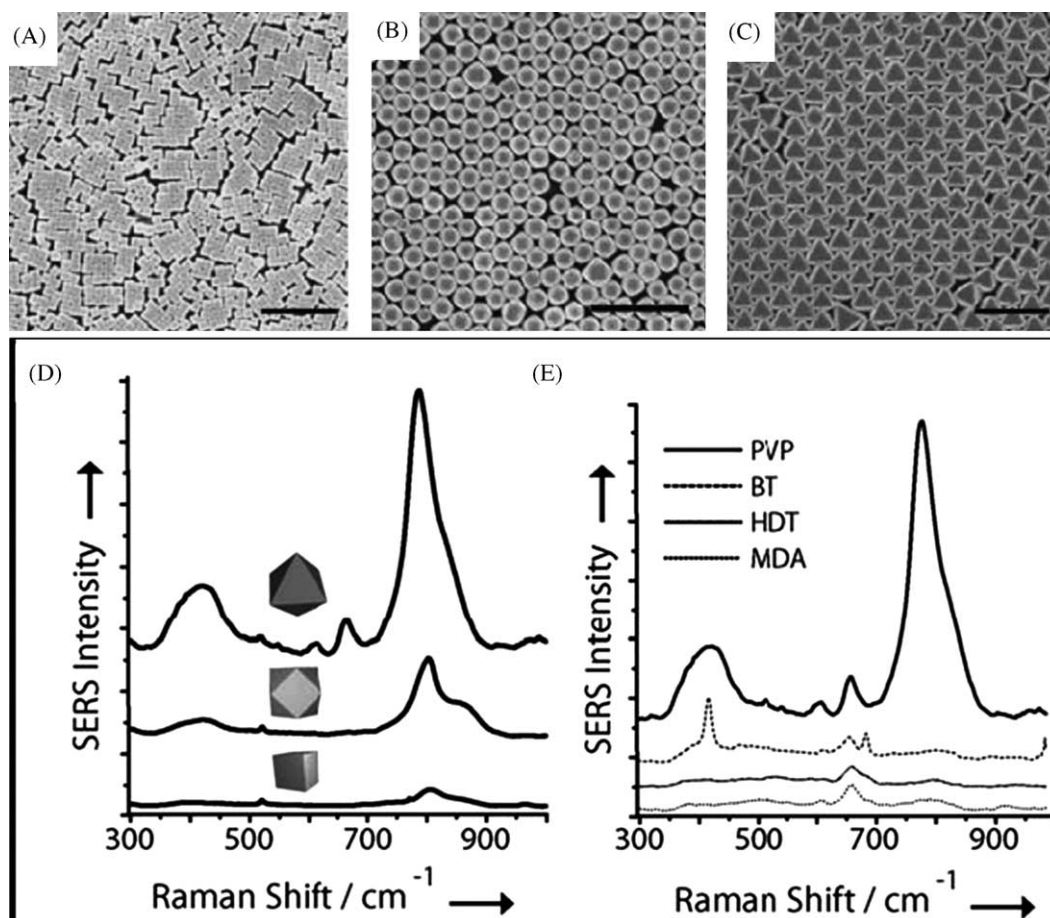 (A)
(B)
(C)
(D)
SERS Intensity
300 500 700 900
Raman Shift / cm⁻¹
(E)
PVP
BT
HDT
MDA
SERS Intensity
300 500 700 900
Raman Shift / cm⁻¹